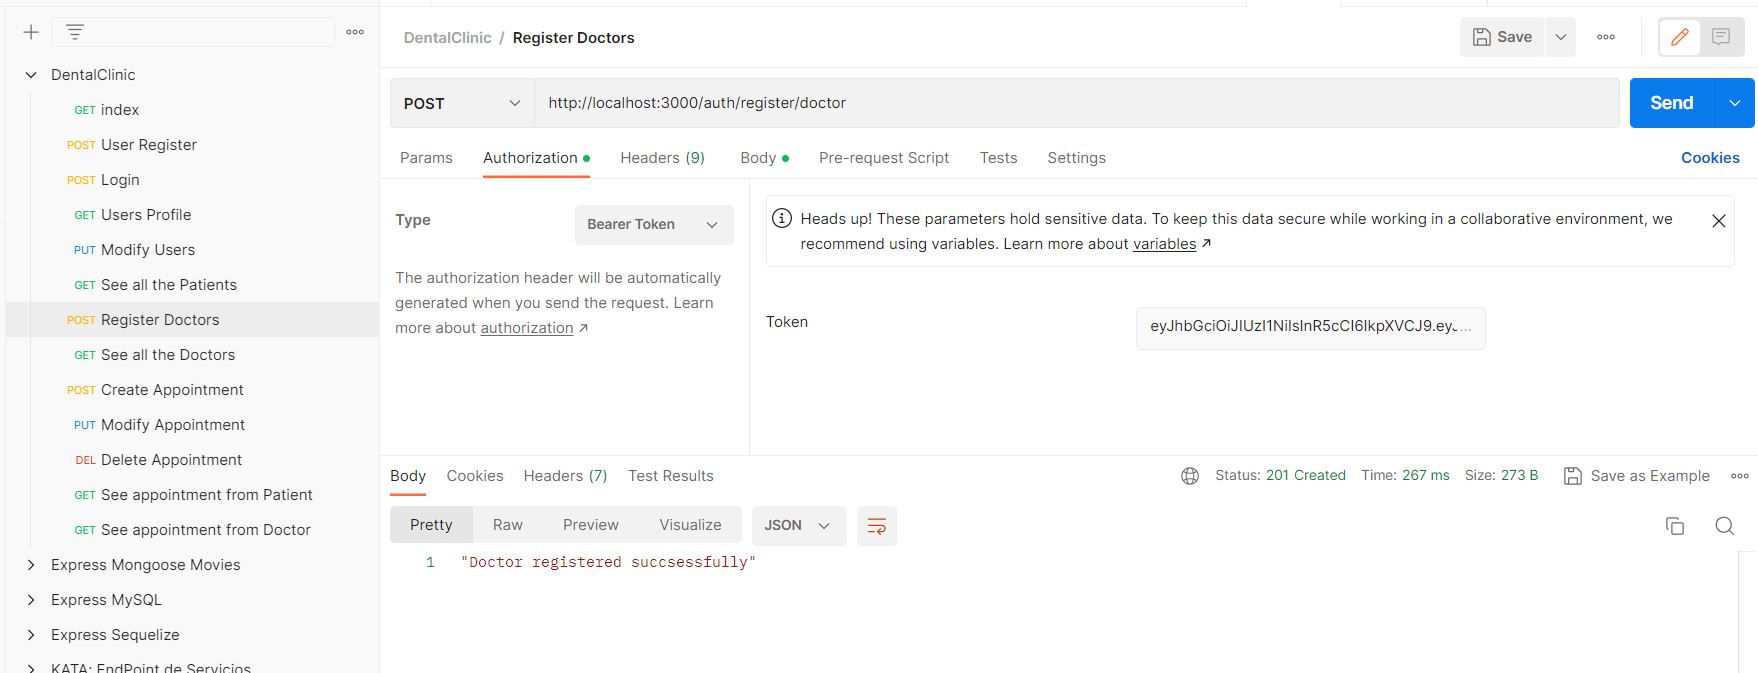 DentalClinic / Register Doctors
Save
DentalClinic
GET index
POST User Register
POST Login
GET Users Profile
PUT Modify Users
GET See all the Patients
POST Register Doctors
GET See all the Doctors
POST Create Appointment
PUT Modify Appointment
DEL Delete Appointment
GET See appointment from Patient
GET See appointment from Doctor
Express Mongoose Movies
Express MySQL
Express Sequelize
KATA: EndPoint de Servicios
POST http://localhost:3000/auth/register/doctor Send
Params Authorization Headers (9) Body Pre-request Script Tests Settings Cookies
Type Bearer Token
The authorization header will be automatically
generated when you send the request. Learn
more about authorization ↗
Heads up! These parameters hold sensitive data. To keep this data secure while working in a collaborative environment, we
recommend using variables. Learn more about variables ↗
Token eyJhbGciOiJIUzI1NiIsInR5cCI6IkpXVCJ9.eyJ...
Body Cookies Headers (7) Test Results Status: 201 Created Time: 267 ms Size: 273 B Save as Example
Pretty Raw Preview Visualize JSON
1 "Doctor registered succsessfully"